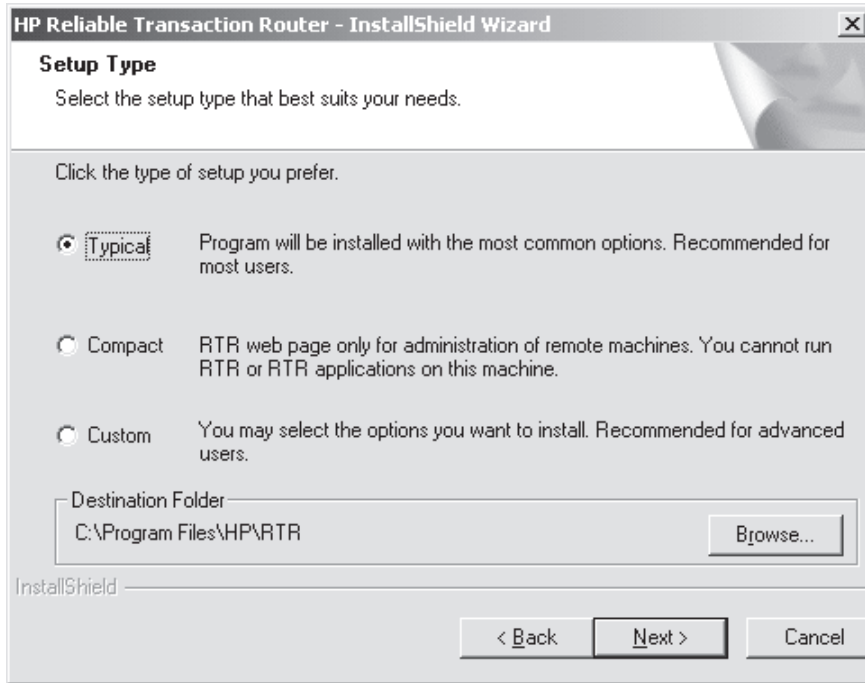 HP Reliable Transaction Router - InstallShield Wizard
Setup Type
Select the setup type that best suits your needs.
Click the type of setup you prefer.
Typical
Program will be installed with the most common options. Recommended for
most users.
Compact
RTR web page only for administration of remote machines. You cannot run
RTR or RTR applications on this machine.
Custom
You may select the options you want to install. Recommended for advanced
users.
Destination Folder
C:\Program Files\HP\RTR
Browse...
InstallShield
< Back
Next >
Cancel